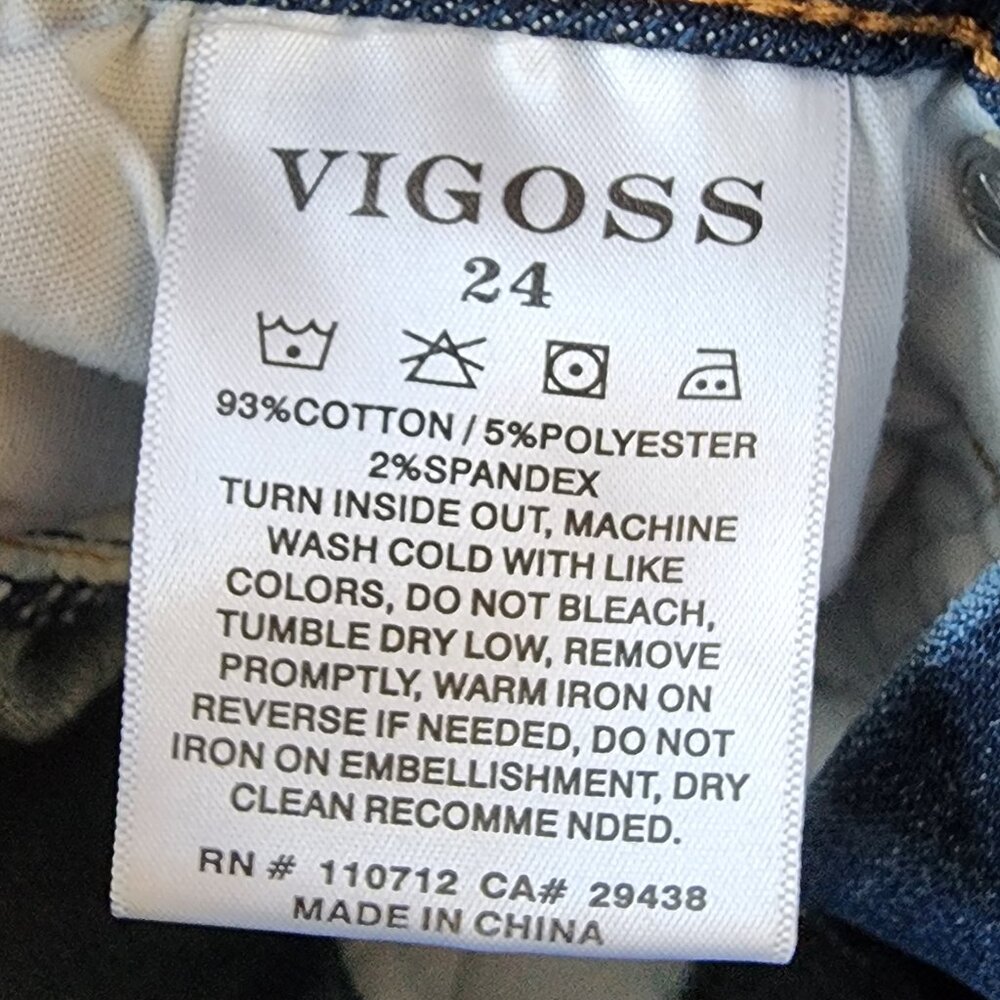 VIGOSS
24
93%COTTON / 5%POLYESTER
2%SPANDEX
TURN INSIDE OUT, MACHINE
WASH COLD WITH LIKE
COLORS, DO NOT BLEACH,
TUMBLE DRY LOW, REMOVE
PROMPTLY, WARM IRON ON
REVERSE IF NEEDED, DO NOT
IRON ON EMBELLISHMENT, DRY
CLEAN RECOMME NDED.
RN # 110712 CA# 29438
MADE IN CHINA